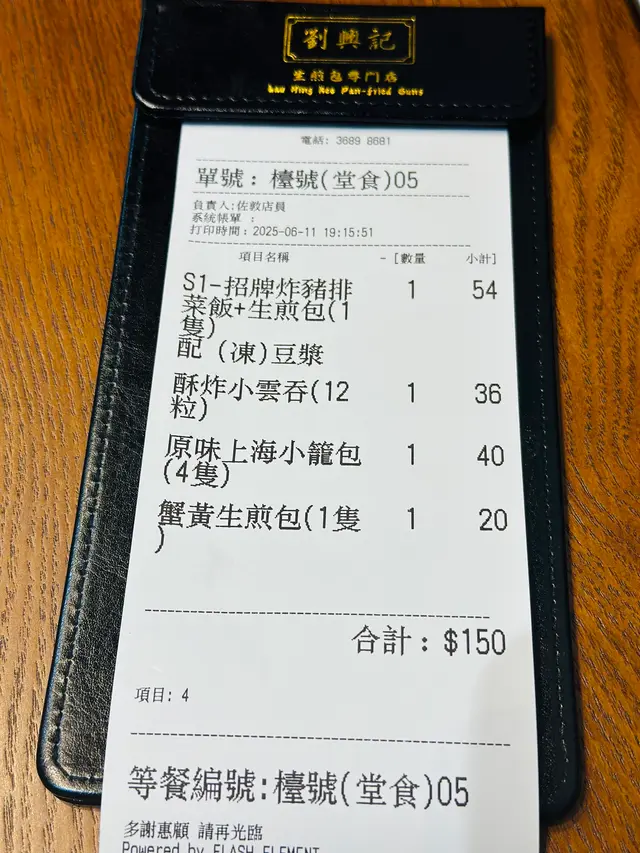 劉興記
生煎包專門店
Lau Hing Kee Pan-fried Buns
電話: 3689 8681
單號: 檯號(堂食)05
負責人:佐敦店員
系統帳單 :
打印時間: 2025-06-11 19:15:51
項目名稱 -[數量 小計]
S1-招牌炸豬排 1 54
菜飯+生煎包(1
隻)
配 (凍)豆漿
酥炸小雲吞(12 1 36
粒)
原味上海小籠包 1 40
(4隻)
蟹黃生煎包(1隻 1 20
)
合計: $150
項目: 4
等餐編號:檯號(堂食)05
多謝惠顧 請再光臨
Powered by FLASH ELEMENT